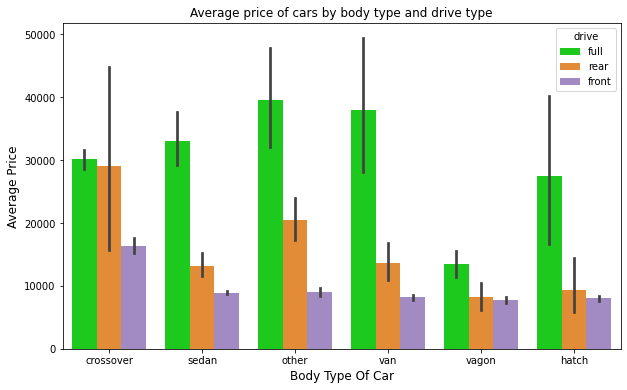 Average price of cars by body type and drive type
drive
full
rear
front
50000
40000
30000
20000
10000
0
Average Price
crossover
sedan
other
van
vagon
hatch
Body Type Of Car